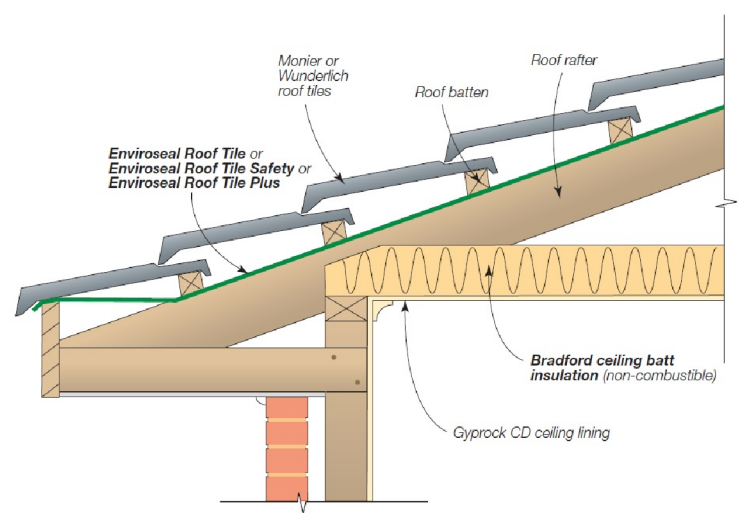 Monier or
Wunderlich
roof tiles
Roof rafter
Roof batten
Enviroseal Roof Tile or
Enviroseal Roof Tile Safety or
Enviroseal Roof Tile Plus
Bradford ceiling batt
insulation (non-combustible)
Gyprock CD ceiling lining